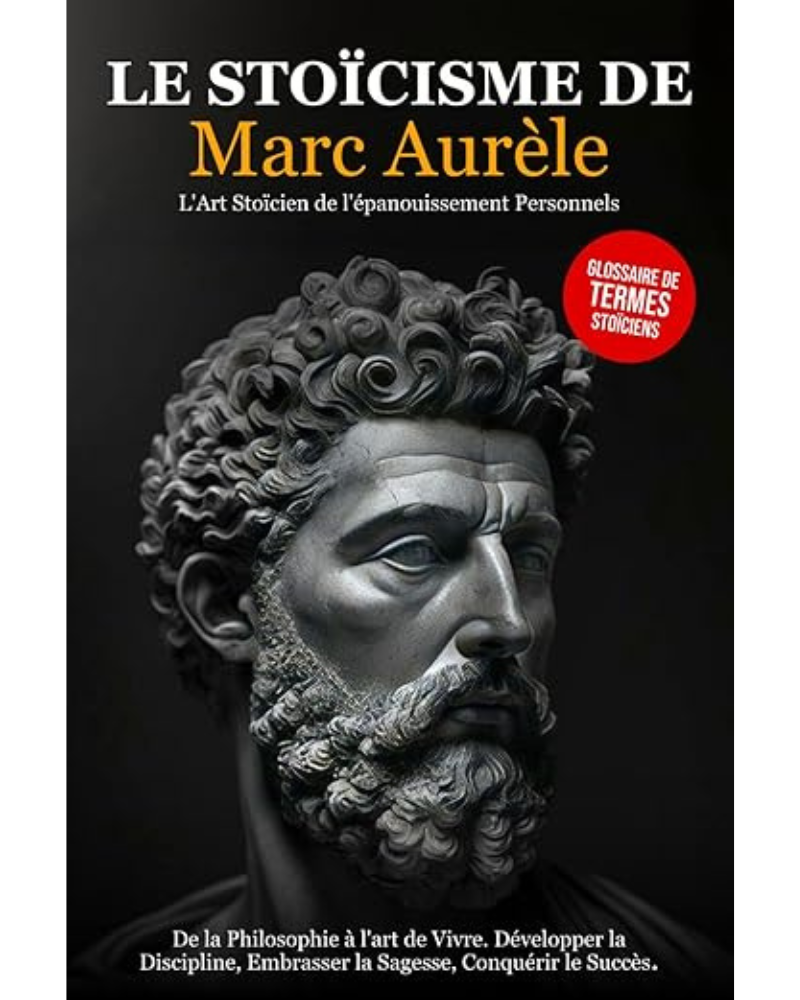 LE STOÏCISME DE
Marc Aurèle
L'Art Stoïcien de l'épanouissement Personnels
GLOSSAIRE DE
TERMES
STOÏCIENS
De la Philosophie à l'art de Vivre. Développer la
Discipline, Embrasser la Sagesse, Conquérir le Succès.